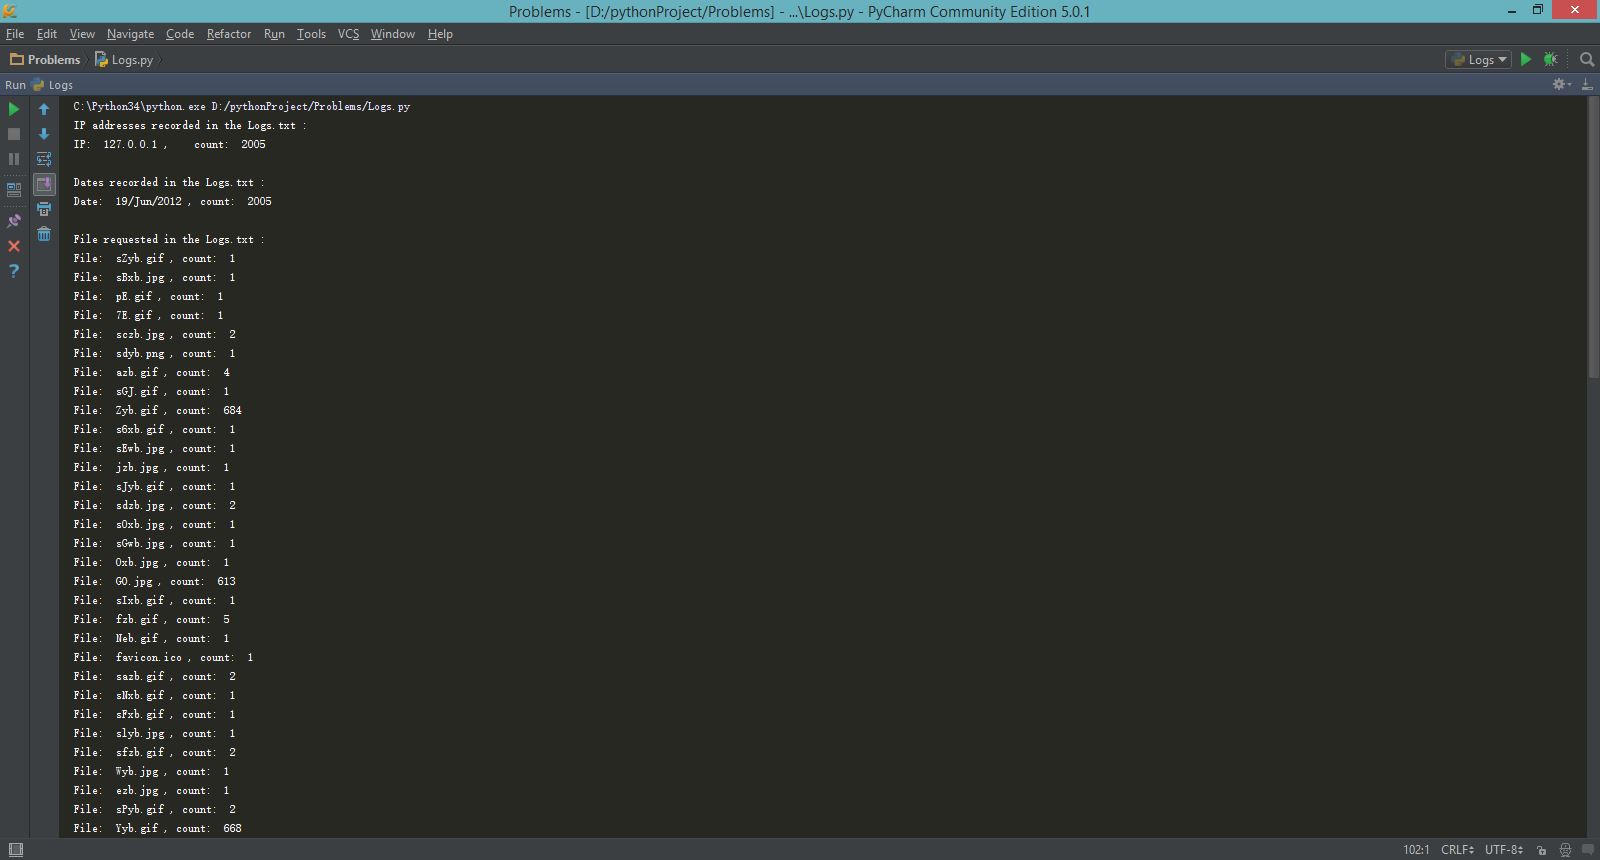 Problems - [D:/pythonProject/Problems] - ...\Logs.py - PyCharm Community Edition 5.0.1
File Edit View Navigate Code Refactor Run Tools VCS Window Help
Problems Logs.py Logs
Run Logs
C:\Python34\python.exe D:/pythonProject/Problems/Logs.py
IP addresses recorded in the Logs.txt :
IP:  127.0.0.1 ,    count:  2005
Dates recorded in the Logs.txt :
Date:  19/Jun/2012 , count:  2005
File requested in the Logs.txt :
File:  sZyb.gif , count:  1
File:  sBxb.jpg , count:  1
File:  pE.gif , count:  1
File:  7E.gif , count:  1
File:  sczb.jpg , count:  2
File:  sdyb.png , count:  1
File:  azb.gif , count:  4
File:  sGJ.gif , count:  1
File:  Zyb.gif , count:  684
File:  s6xb.gif , count:  1
File:  sEwb.jpg , count:  1
File:  jzb.jpg , count:  1
File:  sJyb.gif , count:  1
File:  sdzb.jpg , count:  2
File:  sOxb.jpg , count:  1
File:  sGwb.jpg , count:  1
File:  Oxb.jpg , count:  1
File:  GO.jpg , count:  613
File:  sIxb.gif , count:  1
File:  fzb.gif , count:  5
File:  Neb.gif , count:  1
File:  favicon.ico , count:  1
File:  sazb.gif , count:  2
File:  sNxb.gif , count:  1
File:  sFxb.gif , count:  1
File:  slyb.jpg , count:  1
File:  sfzb.gif , count:  2
File:  Wyb.jpg , count:  1
File:  ezb.jpg , count:  1
File:  sPyb.gif , count:  2
File:  Yyb.gif , count:  668
102:1 CRLF UTF-8